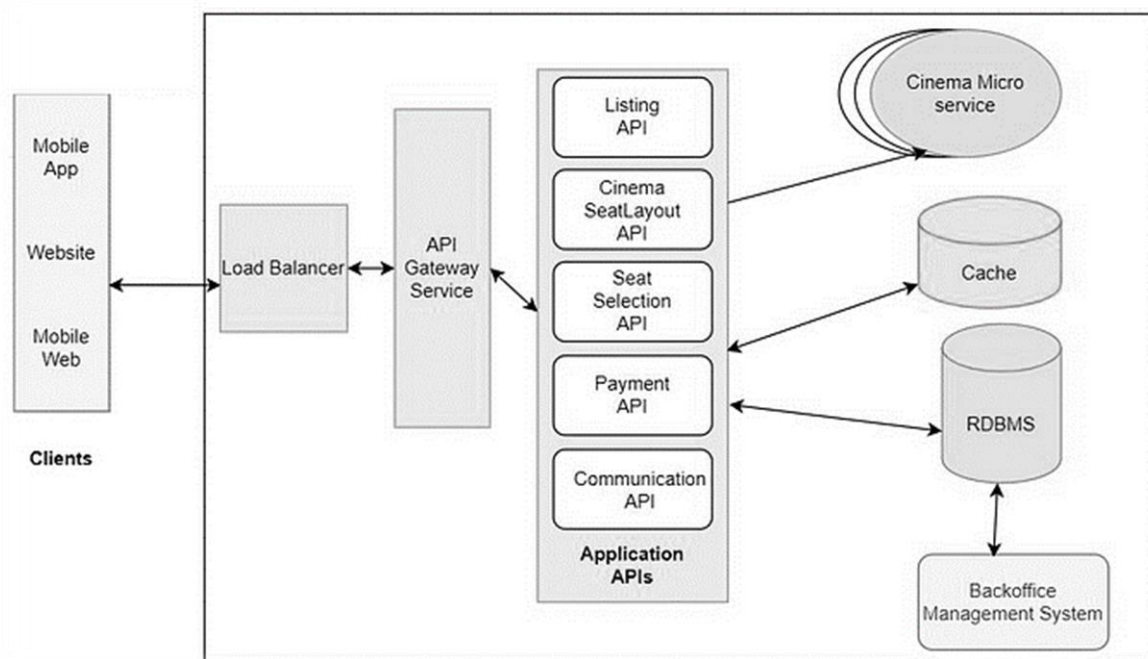 Mobile
App
Website
Mobile
Web
Clients
Load Balancer
API
Gateway
Service
Listing
API
Cinema
SeatLayout
API
Seat
Selection
API
Payment
API
Communication
API
Application
APIs
Cinema Micro
service
Cache
RDBMS
Backoffice
Management System